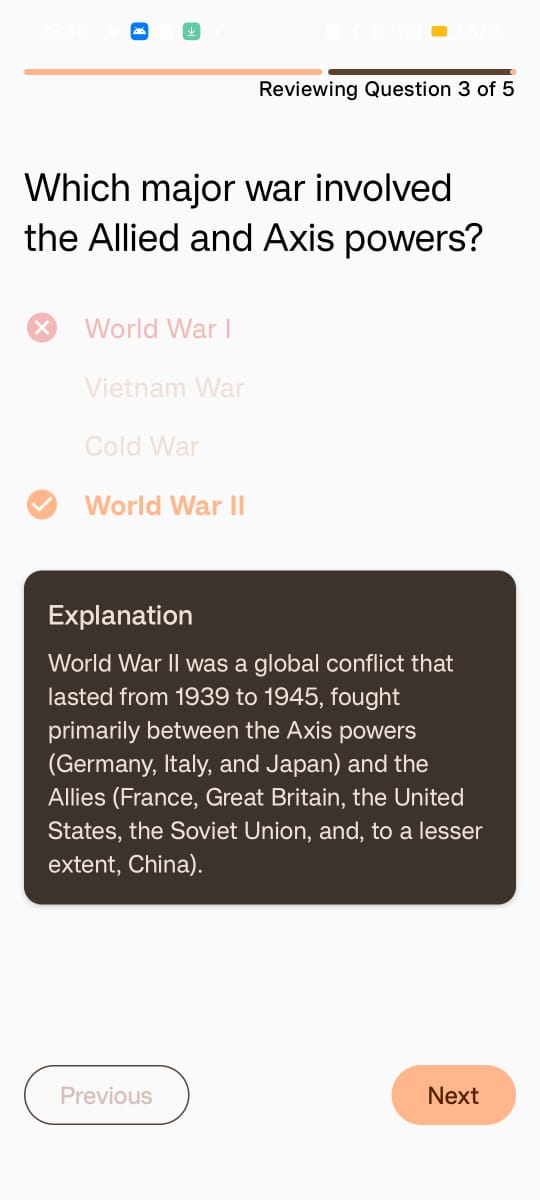 Reviewing Question 3 of 5
Which major war involved
the Allied and Axis powers?
World War I
Vietnam War
Cold War
World War II
Explanation
World War II was a global conflict that
lasted from 1939 to 1945, fought
primarily between the Axis powers
(Germany, Italy, and Japan) and the
Allies (France, Great Britain, the United
States, the Soviet Union, and, to a lesser
extent, China).
Previous
Next